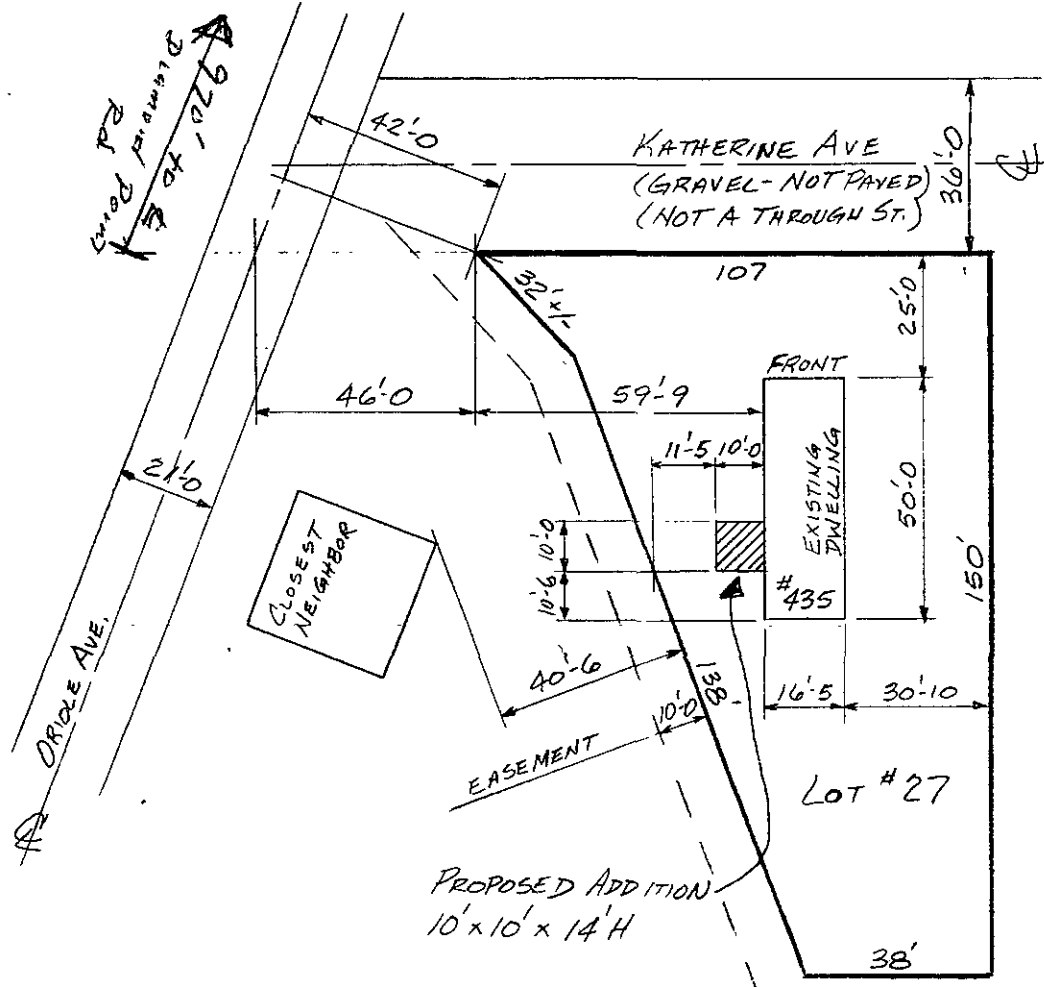 970' to ℄
Diamond Point
Rd
42'-0
KATHERINE AVE
(GRAVEL-NOT PAVED)
(NOT A THROUGH ST.)
36'-0
℄
107
32' +/-
25'-0
FRONT
46'-0
59'-9
11'-5
10'-0
21'-0
EXISTING
DWELLING
50'-0
10'-0
10'-6
#435
150'
CLOSEST
NEIGHBOR
ORIOLE AVE.
℄
40'-6
138'
10'-0
16'-5
30'-10
EASEMENT
LOT #27
PROPOSED ADDITION
10' x 10' x 14'H
38'